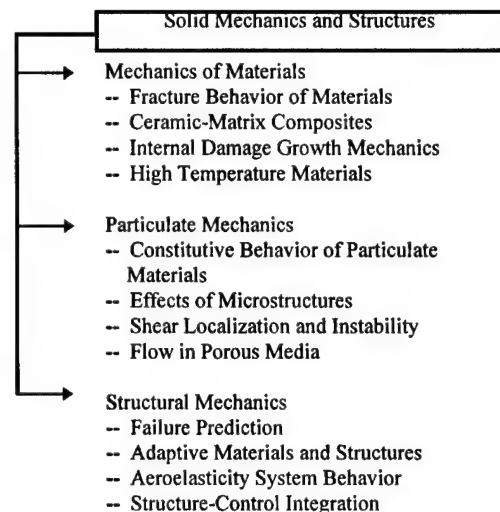 Solid Mechanics and Structures
Mechanics of Materials
-- Fracture Behavior of Materials
-- Ceramic-Matrix Composites
-- Internal Damage Growth Mechanics
-- High Temperature Materials
Particulate Mechanics
-- Constitutive Behavior of Particulate
Materials
-- Effects of Microstructures
-- Shear Localization and Instability
-- Flow in Porous Media
Structural Mechanics
-- Failure Prediction
-- Adaptive Materials and Structures
-- Aeroelasticity System Behavior
-- Structure-Control Integration